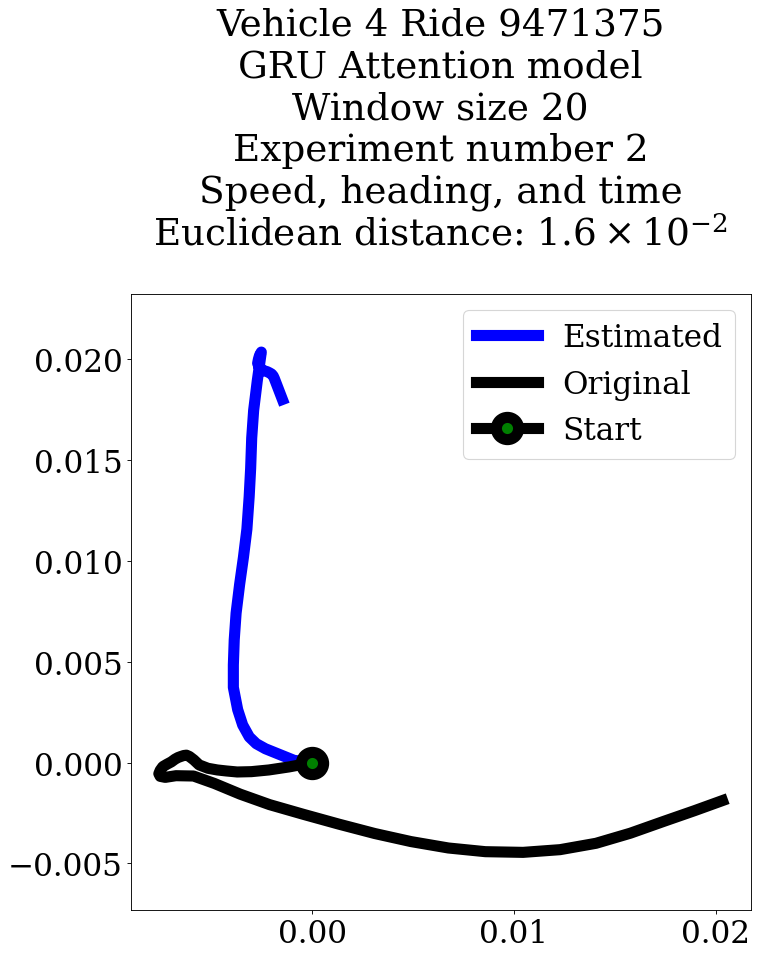 Vehicle 4 Ride 9471375
GRU Attention model
Window size 20
Experiment number 2
Speed, heading, and time
Euclidean distance: 1.6 × 10⁻²
Estimated
Original
Start
0.020
0.015
0.010
0.005
0.000
−0.005
0.00 0.01 0.02